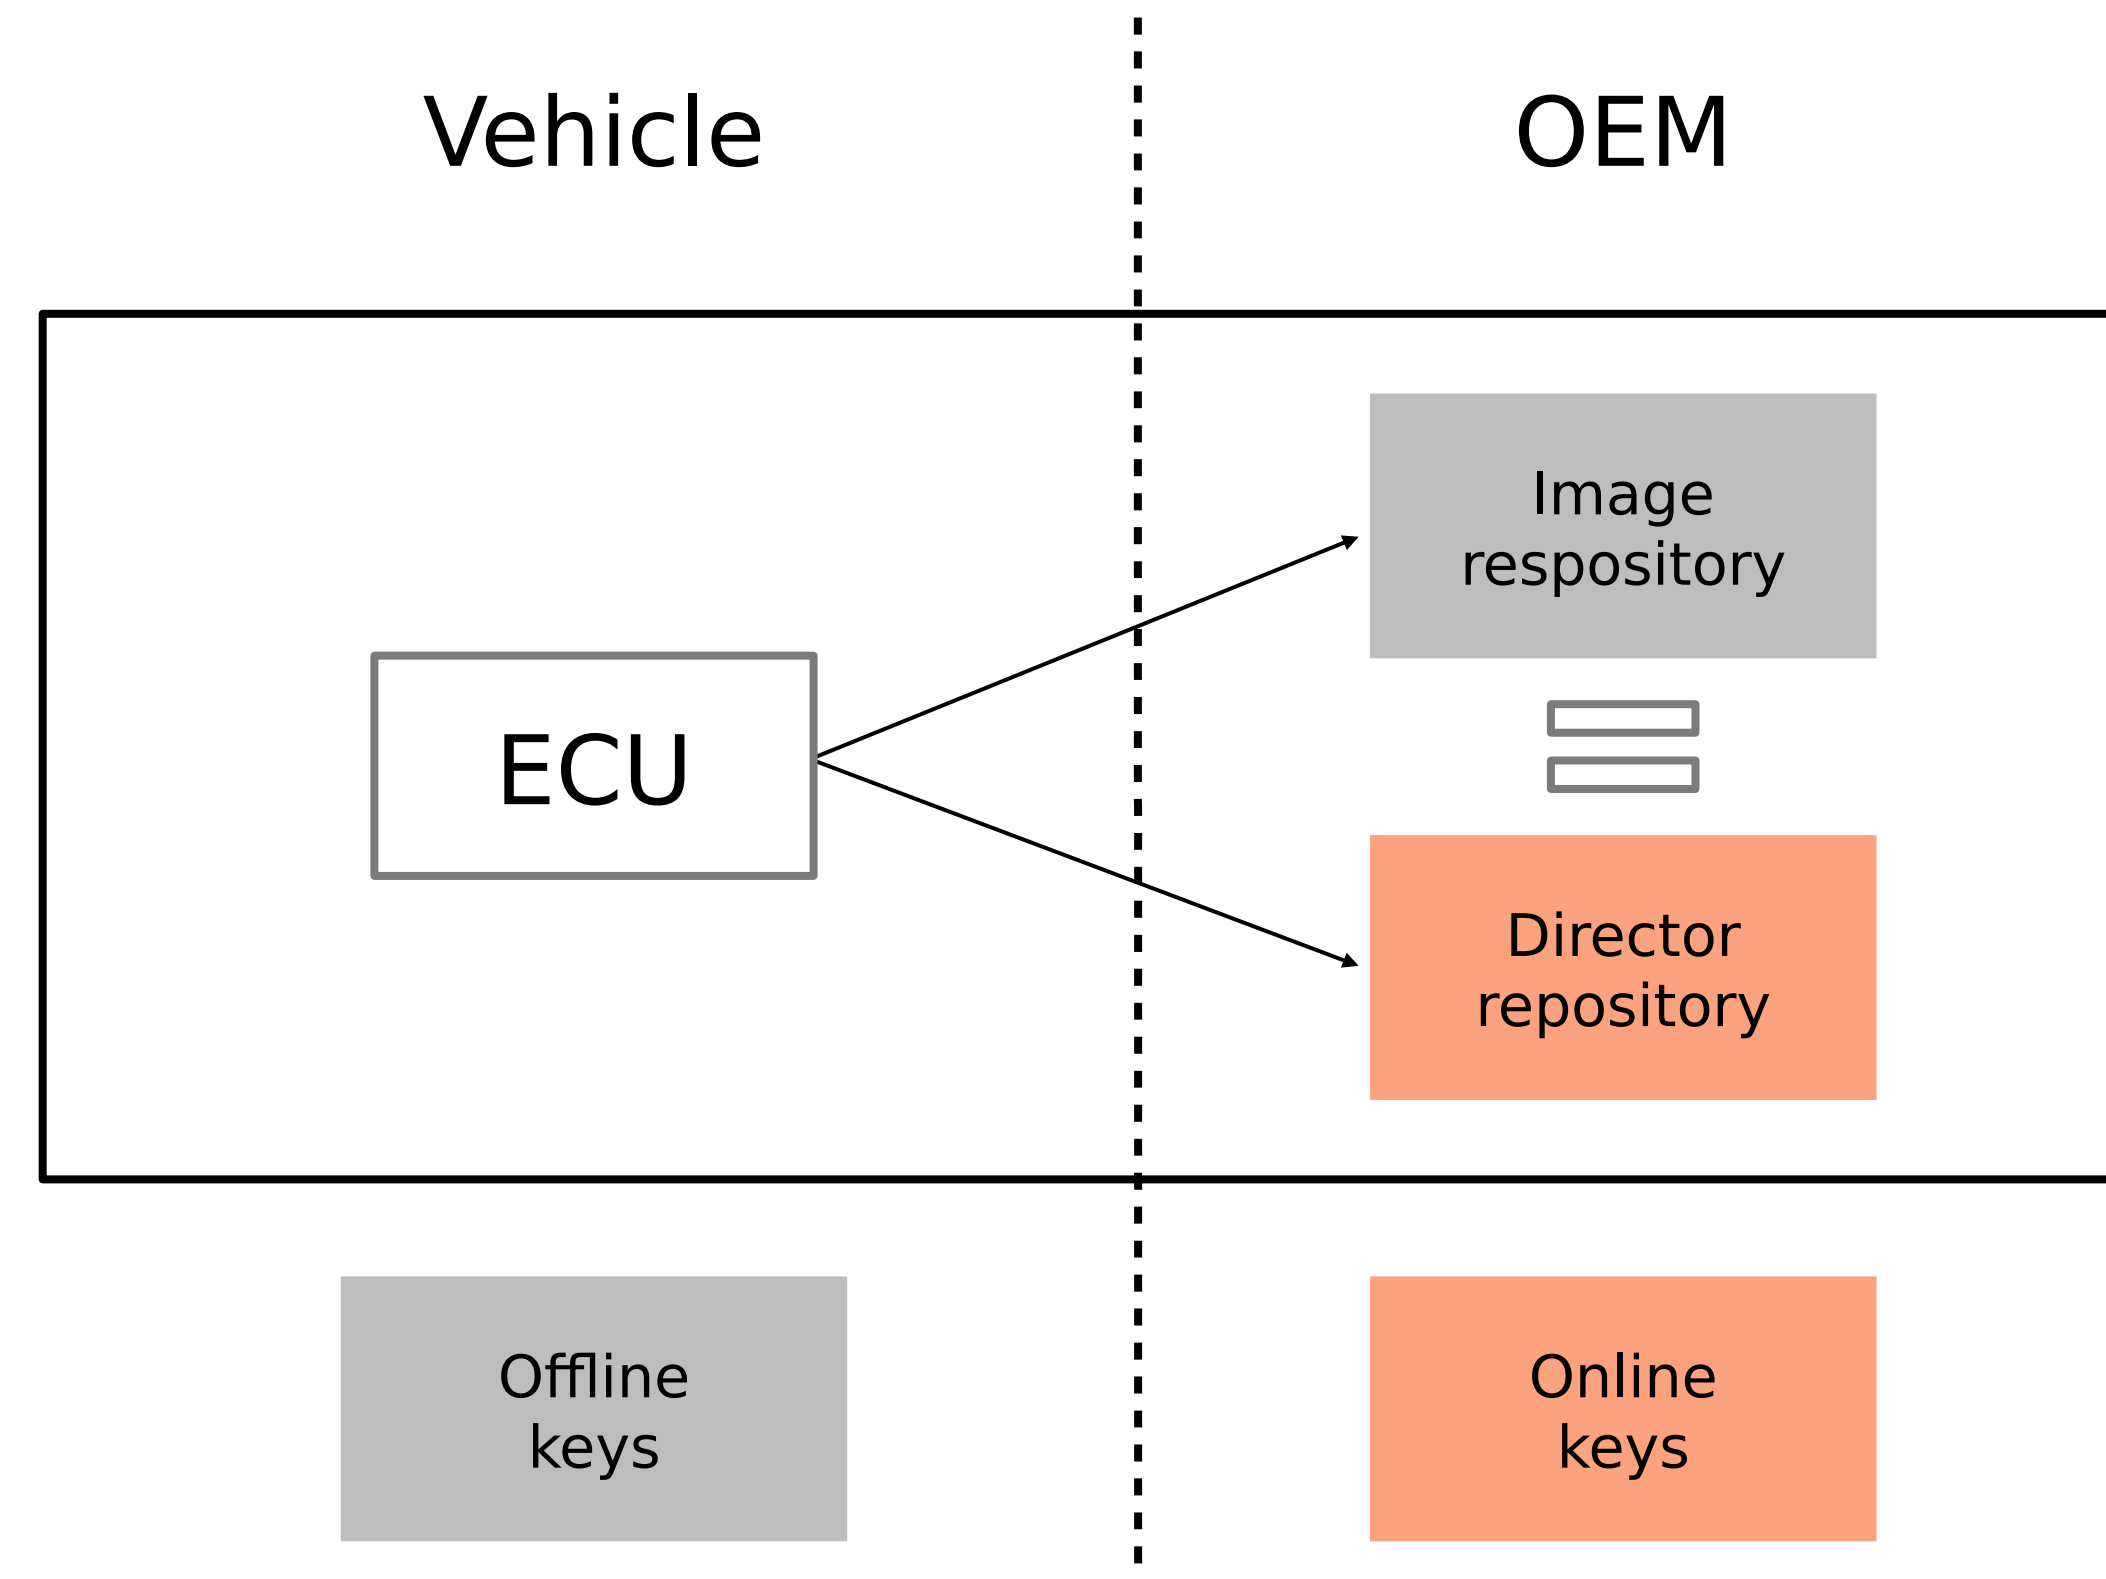 Vehicle
OEM
Image
respository
ECU
Director
repository
Offline
keys
Online
keys